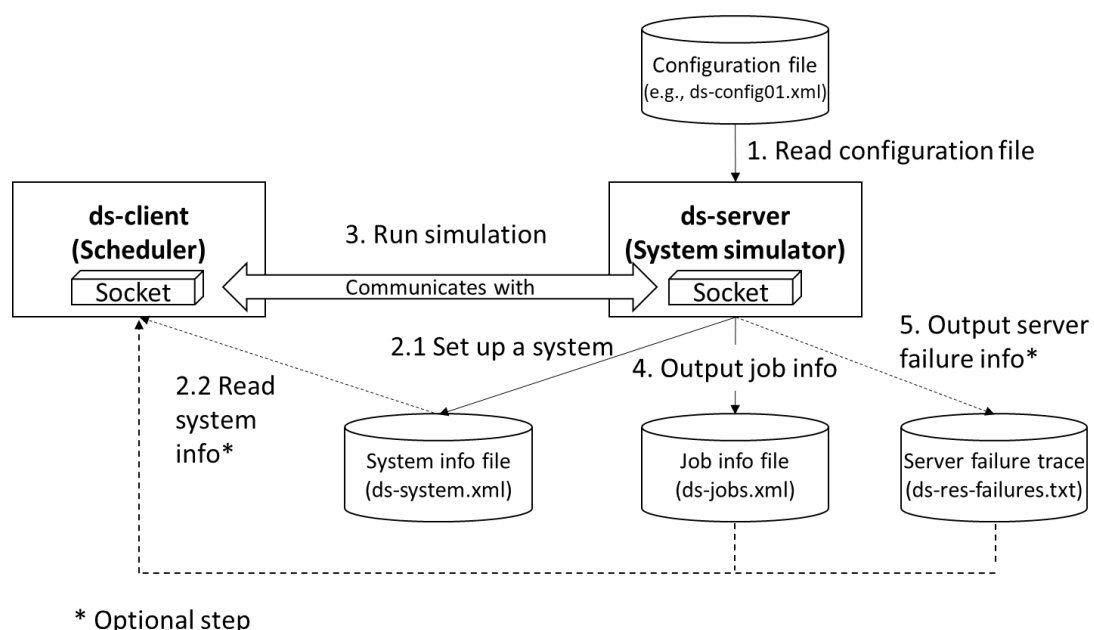 Configuration file
(e.g., ds-config01.xml)
1. Read configuration file
ds-client
(Scheduler)
Socket
3. Run simulation
Communicates with
ds-server
(System simulator)
Socket
2.1 Set up a system
4. Output job info
5. Output server
failure info*
2.2 Read
system
info*
System info file
(ds-system.xml)
Job info file
(ds-jobs.xml)
Server failure trace
(ds-res-failures.txt)
* Optional step